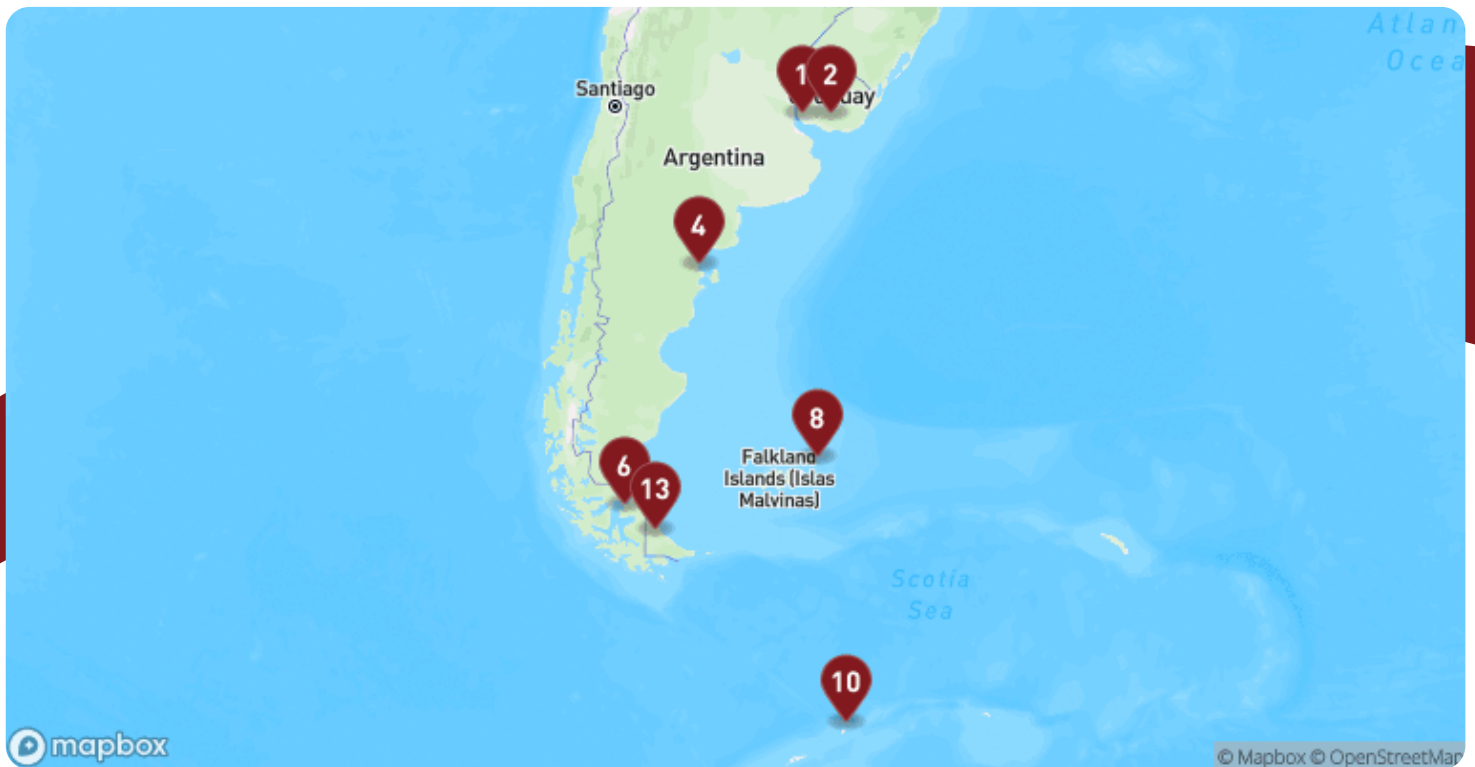 Atlan
Ocea
Santiago
1
2
uay
Argentina
4
8
Falkland
Islands (Islas
Malvinas)
6
13
Scotia
Sea
10
mapbox
© Mapbox © OpenStreetMap